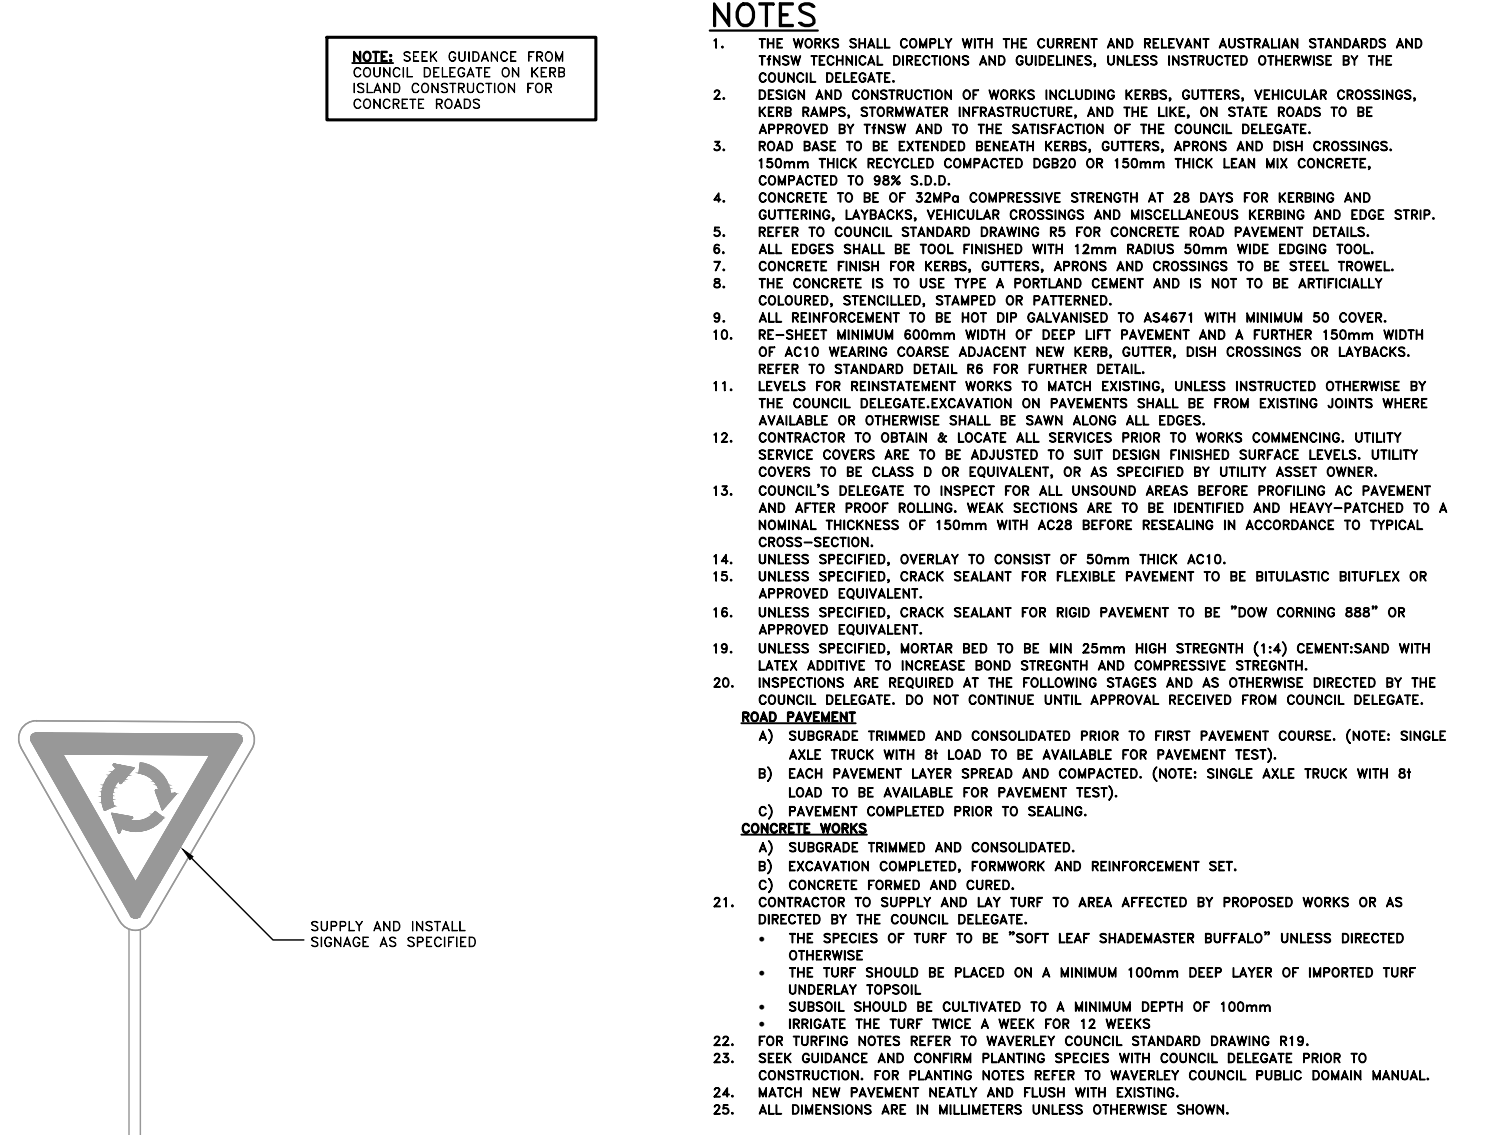 NOTE: SEEK GUIDANCE FROM
COUNCIL DELEGATE ON KERB
ISLAND CONSTRUCTION FOR
CONCRETE ROADS
SUPPLY AND INSTALL
SIGNAGE AS SPECIFIED
NOTES
1. THE WORKS SHALL COMPLY WITH THE CURRENT AND RELEVANT AUSTRALIAN STANDARDS AND
TfNSW TECHNICAL DIRECTIONS AND GUIDELINES, UNLESS INSTRUCTED OTHERWISE BY THE
COUNCIL DELEGATE.
2. DESIGN AND CONSTRUCTION OF WORKS INCLUDING KERBS, GUTTERS, VEHICULAR CROSSINGS,
KERB RAMPS, STORMWATER INFRASTRUCTURE, AND THE LIKE, ON STATE ROADS TO BE
APPROVED BY TfNSW AND TO THE SATISFACTION OF THE COUNCIL DELEGATE.
3. ROAD BASE TO BE EXTENDED BENEATH KERBS, GUTTERS, APRONS AND DISH CROSSINGS.
150mm THICK RECYCLED COMPACTED DGB20 OR 150mm THICK LEAN MIX CONCRETE,
COMPACTED TO 98% S.D.D.
4. CONCRETE TO BE OF 32MPa COMPRESSIVE STRENGTH AT 28 DAYS FOR KERBING AND
GUTTERING, LAYBACKS, VEHICULAR CROSSINGS AND MISCELLANEOUS KERBING AND EDGE STRIP.
5. REFER TO COUNCIL STANDARD DRAWING R5 FOR CONCRETE ROAD PAVEMENT DETAILS.
6. ALL EDGES SHALL BE TOOL FINISHED WITH 12mm RADIUS 50mm WIDE EDGING TOOL.
7. CONCRETE FINISH FOR KERBS, GUTTERS, APRONS AND CROSSINGS TO BE STEEL TROWEL.
8. THE CONCRETE IS TO USE TYPE A PORTLAND CEMENT AND IS NOT TO BE ARTIFICIALLY
COLOURED, STENCILLED, STAMPED OR PATTERNED.
9. ALL REINFORCEMENT TO BE HOT DIP GALVANISED TO AS4671 WITH MINIMUM 50 COVER.
10. RE-SHEET MINIMUM 600mm WIDTH OF DEEP LIFT PAVEMENT AND A FURTHER 150mm WIDTH
OF AC10 WEARING COARSE ADJACENT NEW KERB, GUTTER, DISH CROSSINGS OR LAYBACKS.
REFER TO STANDARD DETAIL R6 FOR FURTHER DETAIL.
11. LEVELS FOR REINSTATEMENT WORKS TO MATCH EXISTING, UNLESS INSTRUCTED OTHERWISE BY
THE COUNCIL DELEGATE.EXCAVATION ON PAVEMENTS SHALL BE FROM EXISTING JOINTS WHERE
AVAILABLE OR OTHERWISE SHALL BE SAWN ALONG ALL EDGES.
12. CONTRACTOR TO OBTAIN & LOCATE ALL SERVICES PRIOR TO WORKS COMMENCING. UTILITY
SERVICE COVERS ARE TO BE ADJUSTED TO SUIT DESIGN FINISHED SURFACE LEVELS. UTILITY
COVERS TO BE CLASS D OR EQUIVALENT, OR AS SPECIFIED BY UTILITY ASSET OWNER.
13. COUNCIL'S DELEGATE TO INSPECT FOR ALL UNSOUND AREAS BEFORE PROFILING AC PAVEMENT
AND AFTER PROOF ROLLING. WEAK SECTIONS ARE TO BE IDENTIFIED AND HEAVY-PATCHED TO A
NOMINAL THICKNESS OF 150mm WITH AC28 BEFORE RESEALING IN ACCORDANCE TO TYPICAL
CROSS-SECTION.
14. UNLESS SPECIFIED, OVERLAY TO CONSIST OF 50mm THICK AC10.
15. UNLESS SPECIFIED, CRACK SEALANT FOR FLEXIBLE PAVEMENT TO BE BITULASTIC BITUFLEX OR
APPROVED EQUIVALENT.
16. UNLESS SPECIFIED, CRACK SEALANT FOR RIGID PAVEMENT TO BE "DOW CORNING 888" OR
APPROVED EQUIVALENT.
19. UNLESS SPECIFIED, MORTAR BED TO BE MIN 25mm HIGH STREGNTH (1:4) CEMENT:SAND WITH
LATEX ADDITIVE TO INCREASE BOND STREGNTH AND COMPRESSIVE STREGNTH.
20. INSPECTIONS ARE REQUIRED AT THE FOLLOWING STAGES AND AS OTHERWISE DIRECTED BY THE
COUNCIL DELEGATE. DO NOT CONTINUE UNTIL APPROVAL RECEIVED FROM COUNCIL DELEGATE.
ROAD PAVEMENT
A) SUBGRADE TRIMMED AND CONSOLIDATED PRIOR TO FIRST PAVEMENT COURSE. (NOTE: SINGLE
AXLE TRUCK WITH 8t LOAD TO BE AVAILABLE FOR PAVEMENT TEST).
B) EACH PAVEMENT LAYER SPREAD AND COMPACTED. (NOTE: SINGLE AXLE TRUCK WITH 8t
LOAD TO BE AVAILABLE FOR PAVEMENT TEST).
C) PAVEMENT COMPLETED PRIOR TO SEALING.
CONCRETE WORKS
A) SUBGRADE TRIMMED AND CONSOLIDATED.
B) EXCAVATION COMPLETED, FORMWORK AND REINFORCEMENT SET.
C) CONCRETE FORMED AND CURED.
21. CONTRACTOR TO SUPPLY AND LAY TURF TO AREA AFFECTED BY PROPOSED WORKS OR AS
DIRECTED BY THE COUNCIL DELEGATE.
• THE SPECIES OF TURF TO BE "SOFT LEAF SHADEMASTER BUFFALO" UNLESS DIRECTED
OTHERWISE
• THE TURF SHOULD BE PLACED ON A MINIMUM 100mm DEEP LAYER OF IMPORTED TURF
UNDERLAY TOPSOIL
• SUBSOIL SHOULD BE CULTIVATED TO A MINIMUM DEPTH OF 100mm
• IRRIGATE THE TURF TWICE A WEEK FOR 12 WEEKS
22. FOR TURFING NOTES REFER TO WAVERLEY COUNCIL STANDARD DRAWING R19.
23. SEEK GUIDANCE AND CONFIRM PLANTING SPECIES WITH COUNCIL DELEGATE PRIOR TO
CONSTRUCTION. FOR PLANTING NOTES REFER TO WAVERLEY COUNCIL PUBLIC DOMAIN MANUAL.
24. MATCH NEW PAVEMENT NEATLY AND FLUSH WITH EXISTING.
25. ALL DIMENSIONS ARE IN MILLIMETERS UNLESS OTHERWISE SHOWN.